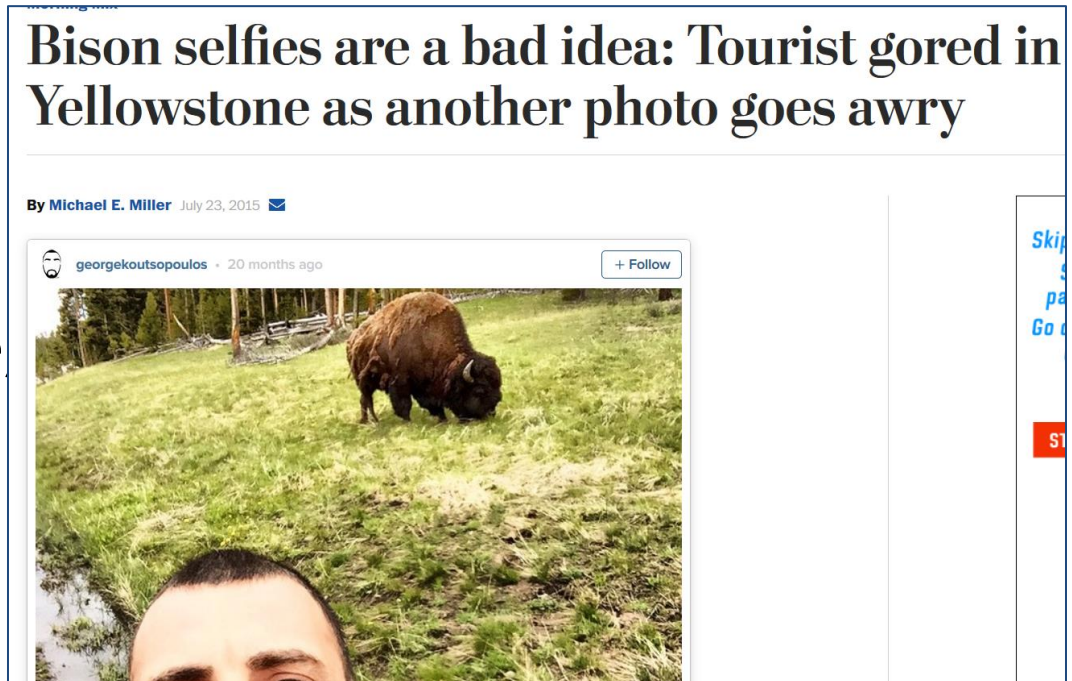 Bison selfies are a bad idea: Tourist gored in
Yellowstone as another photo goes awry
By Michael E. Miller July 23, 2015
georgekoutsopoulos • 20 months ago
+ Follow
Go